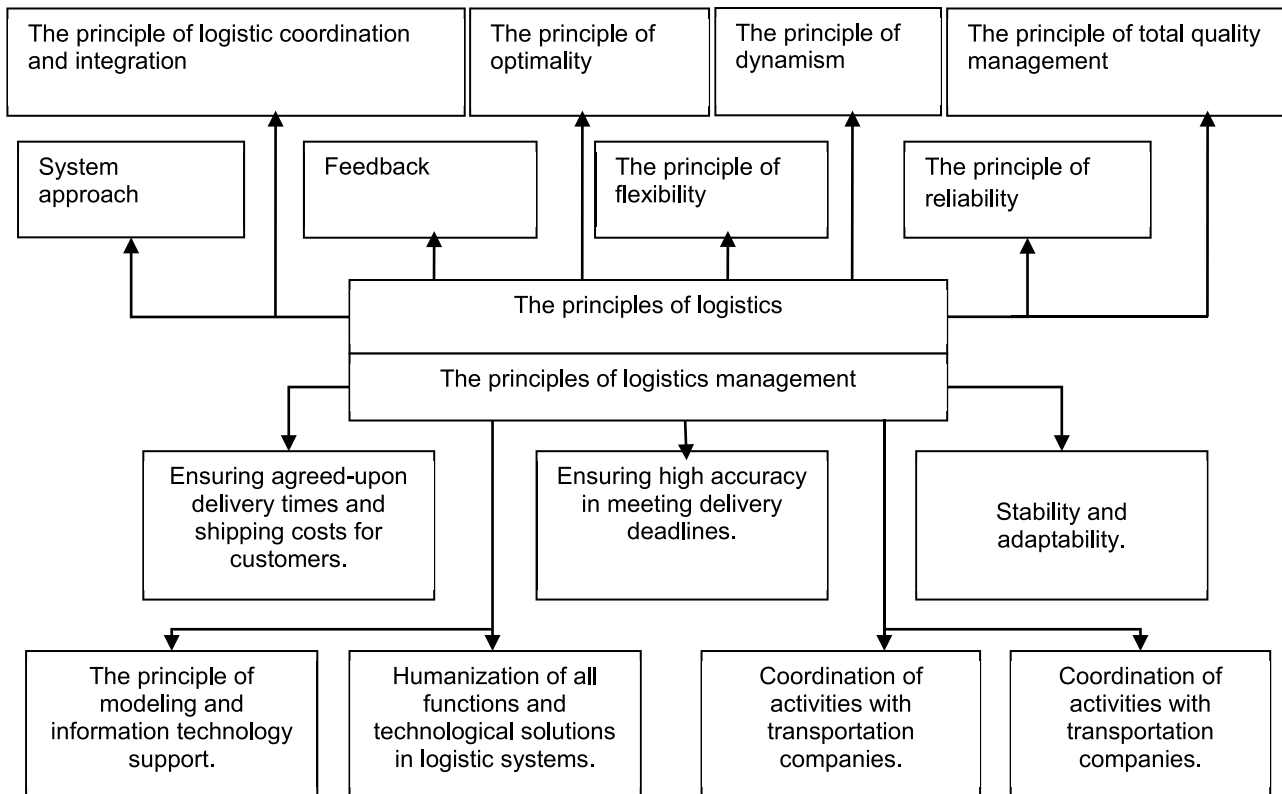 The principle of logistic coordination
and integration
The principle of
optimality
The principle of
dynamism
The principle of total quality
management
System
approach
Feedback
The principle of
flexibility
The principle of
reliability
The principles of logistics
The principles of logistics management
Ensuring agreed-upon
delivery times and
shipping costs for
customers.
Ensuring high accuracy
in meeting delivery
deadlines.
Stability and
adaptability.
The principle of
modeling and
information technology
support.
Humanization of all
functions and
technological solutions
in logistic systems.
Coordination of
activities with
transportation
companies.
Coordination of
activities with
transportation
companies.